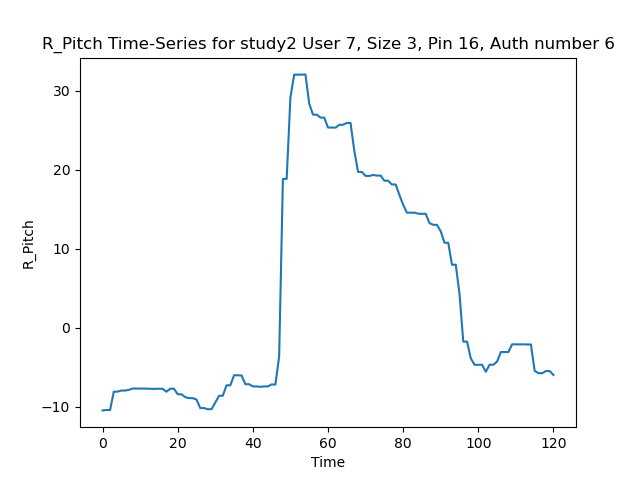 R_Pitch Time-Series for study2 User 7, Size 3, Pin 16, Auth number 6
30
20
10
0
−10
R_Pitch
0 20 40 60 80 100 120
Time